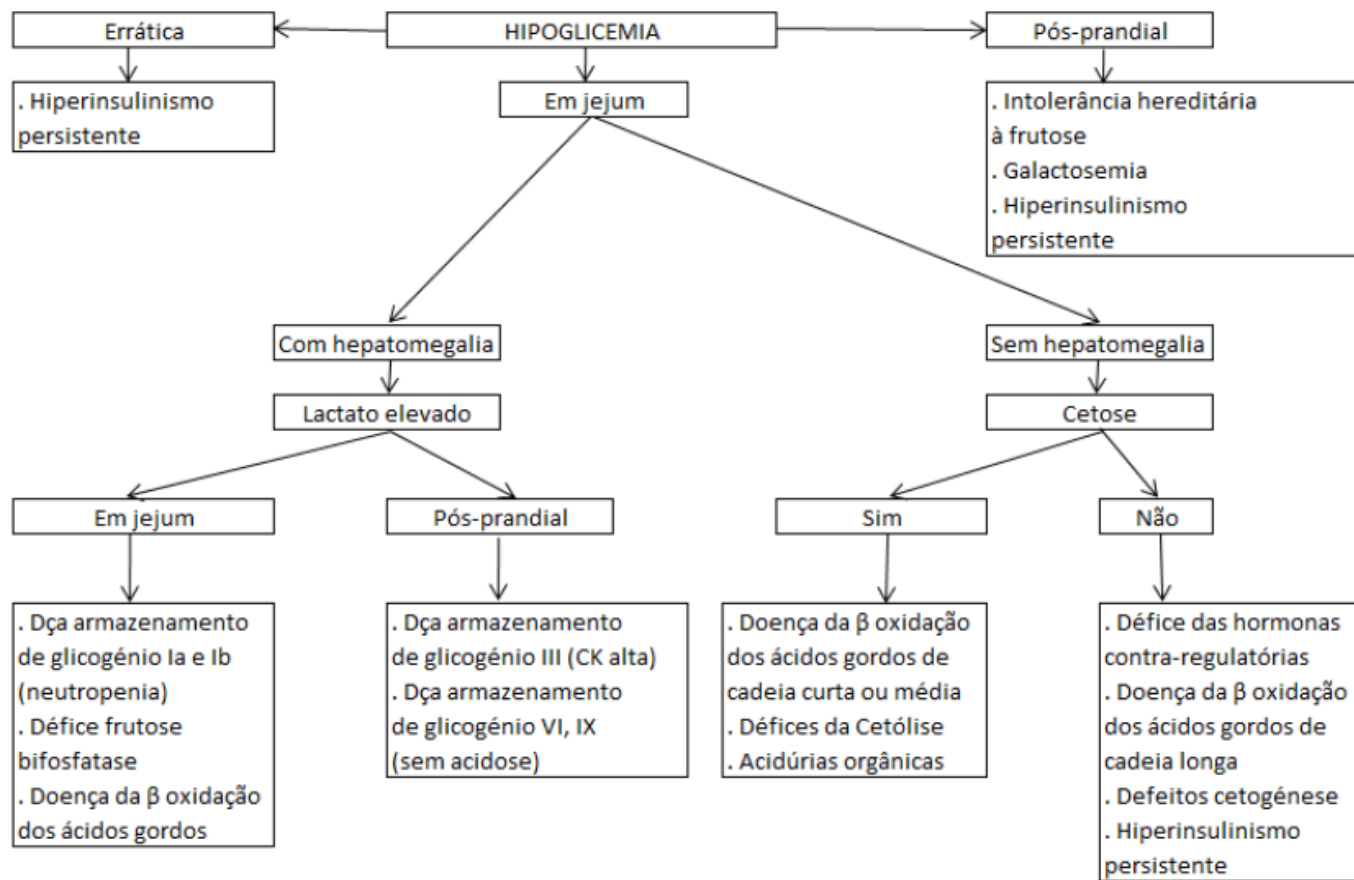 Errática
HIPOGLICEMIA
Pós-prandial
. Hiperinsulinismo
persistente
Em jejum
. Intolerância hereditária
à frutose
. Galactosemia
. Hiperinsulinismo
persistente
Com hepatomegalia
Sem hepatomegalia
Lactato elevado
Cetose
Em jejum
Pós-prandial
Sim
Não
. Dça armazenamento
de glicogénio Ia e Ib
(neutropenia)
. Défice frutose
bifosfatase
. Doença da β oxidação
dos ácidos gordos
. Dça armazenamento
de glicogénio III (CK alta)
. Dça armazenamento
de glicogénio VI, IX
(sem acidose)
. Doença da β oxidação
dos ácidos gordos de
cadeia curta ou média
. Défices da Cetólise
. Acidúrias orgânicas
. Défice das hormonas
contra-regulatórias
. Doença da β oxidação
dos ácidos gordos de
cadeia longa
. Defeitos cetogénese
. Hiperinsulinismo
persistente